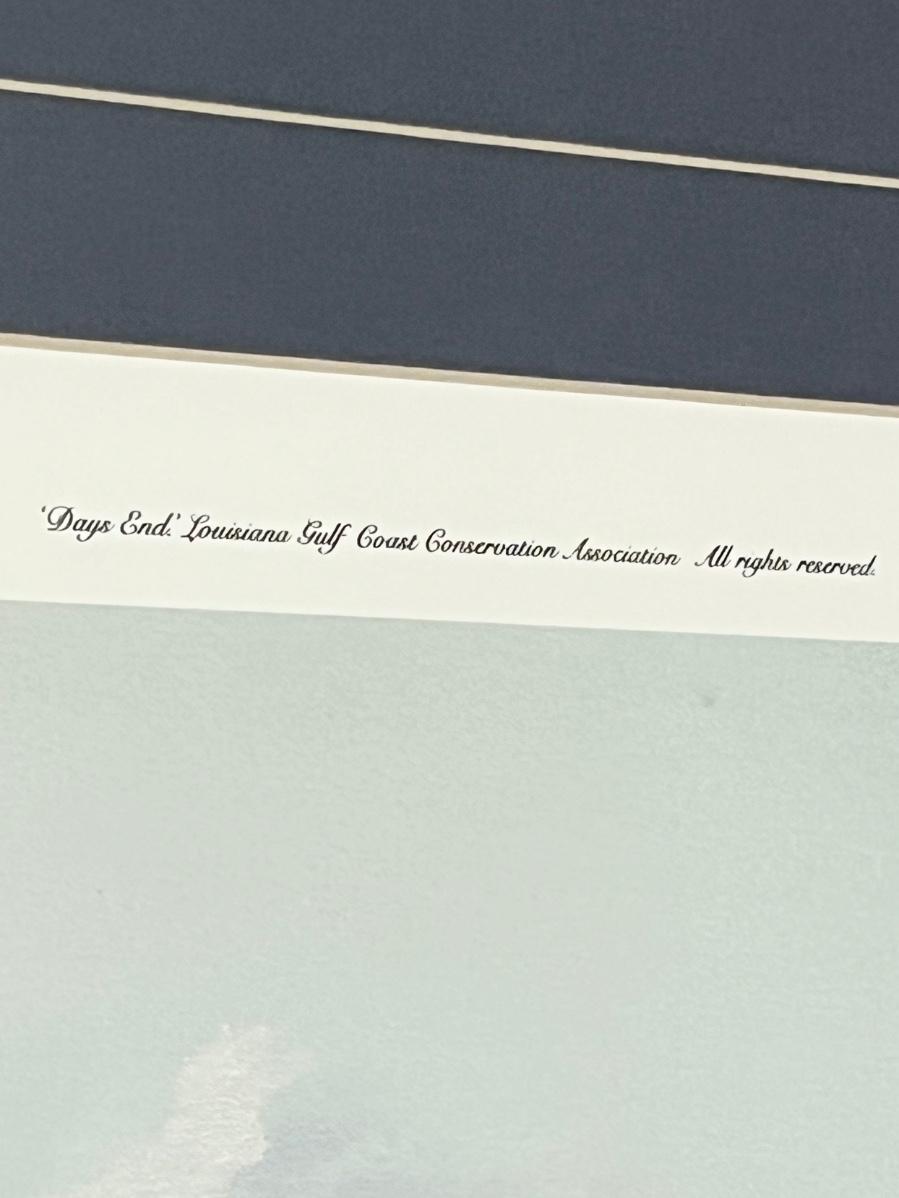 'Days End.' Louisiana Gulf Coast Conservation Association All rights reserved.